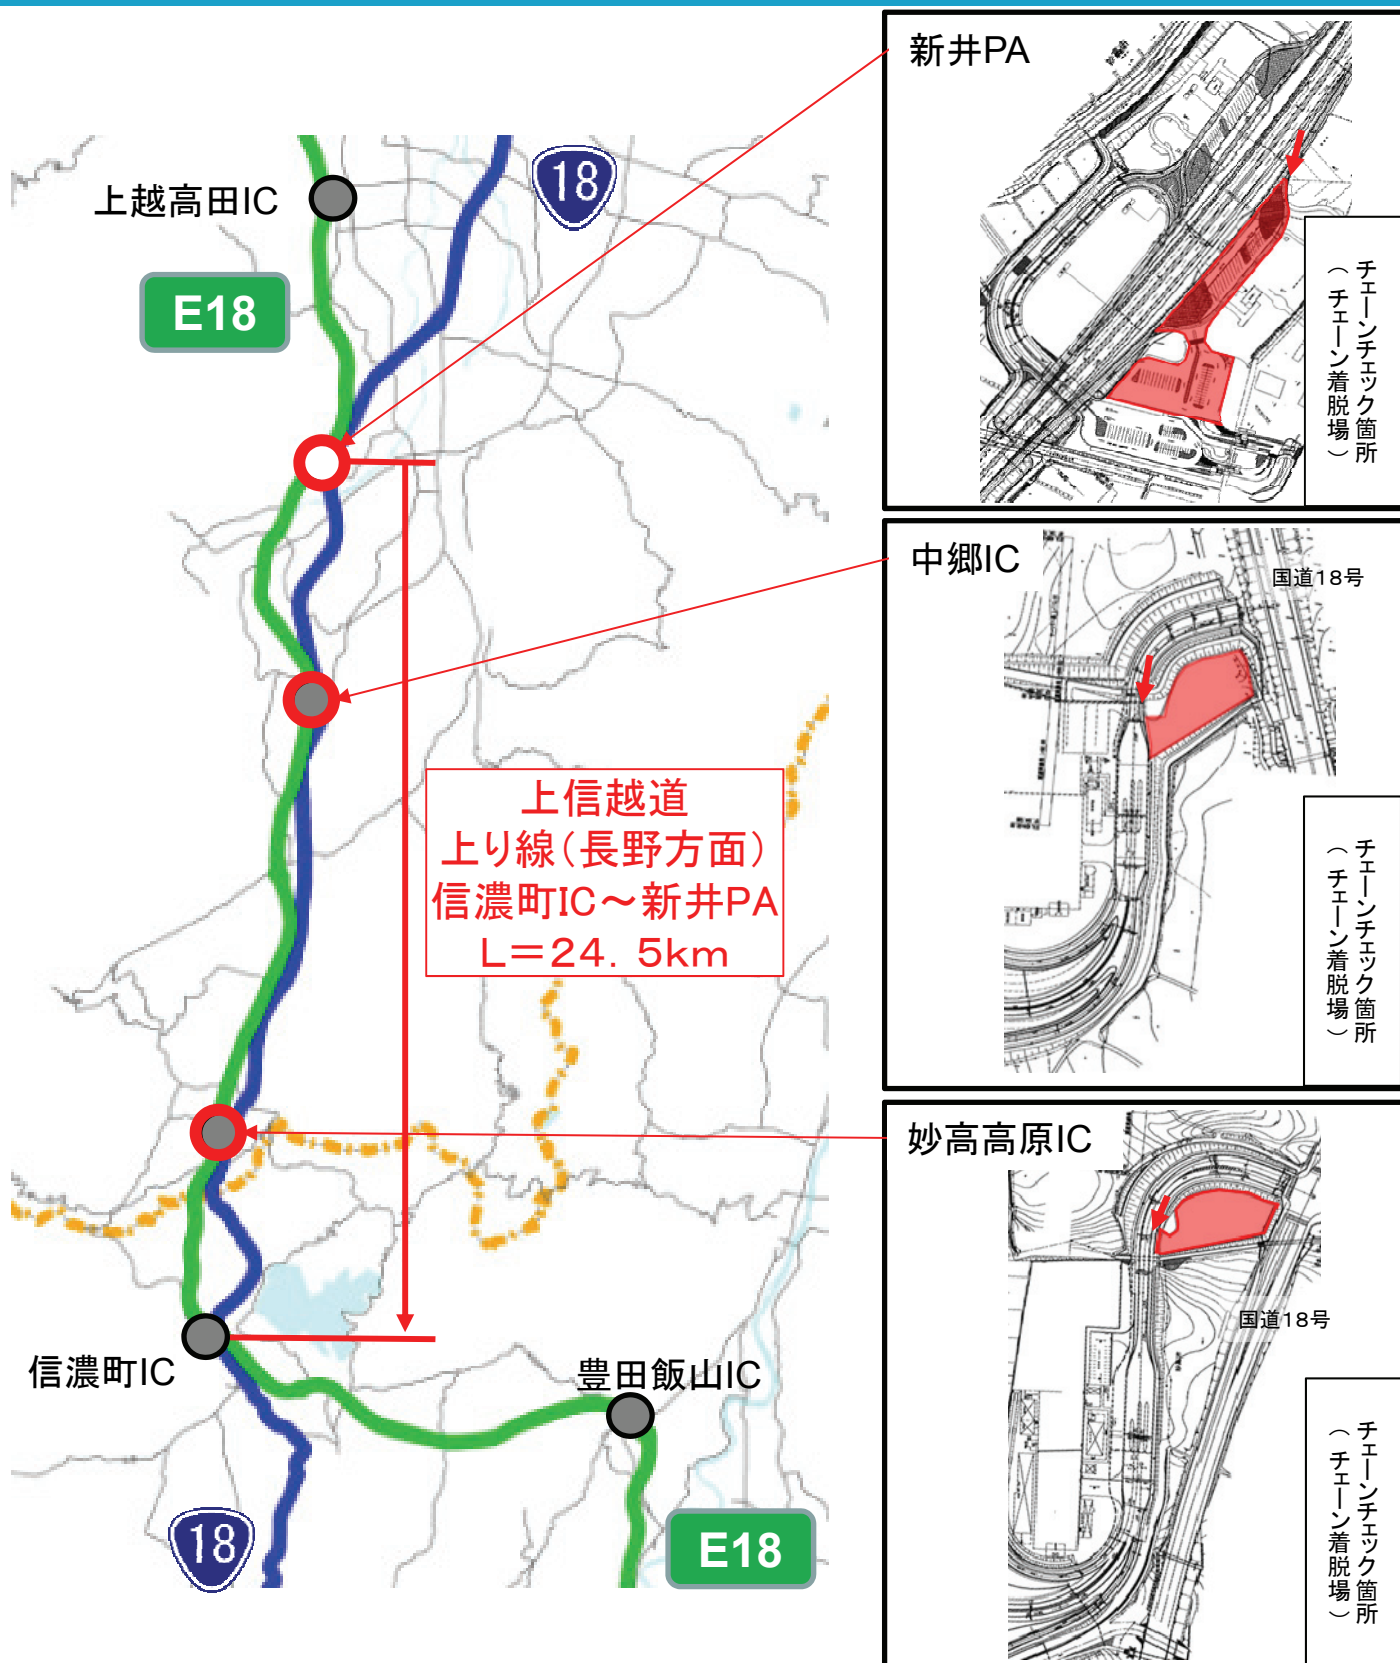 18
上越高田IC
E18
上信越道
上り線（長野方面）
信濃町IC～新井PA
L＝24．5km
信濃町IC
豊田飯山IC
18
E18
新井PA
チェーンチェック箇所
（チェーン着脱場）
中郷IC
国道18号
チェーンチェック箇所
（チェーン着脱場）
妙高高原IC
国道18号
チェーンチェック箇所
（チェーン着脱場）